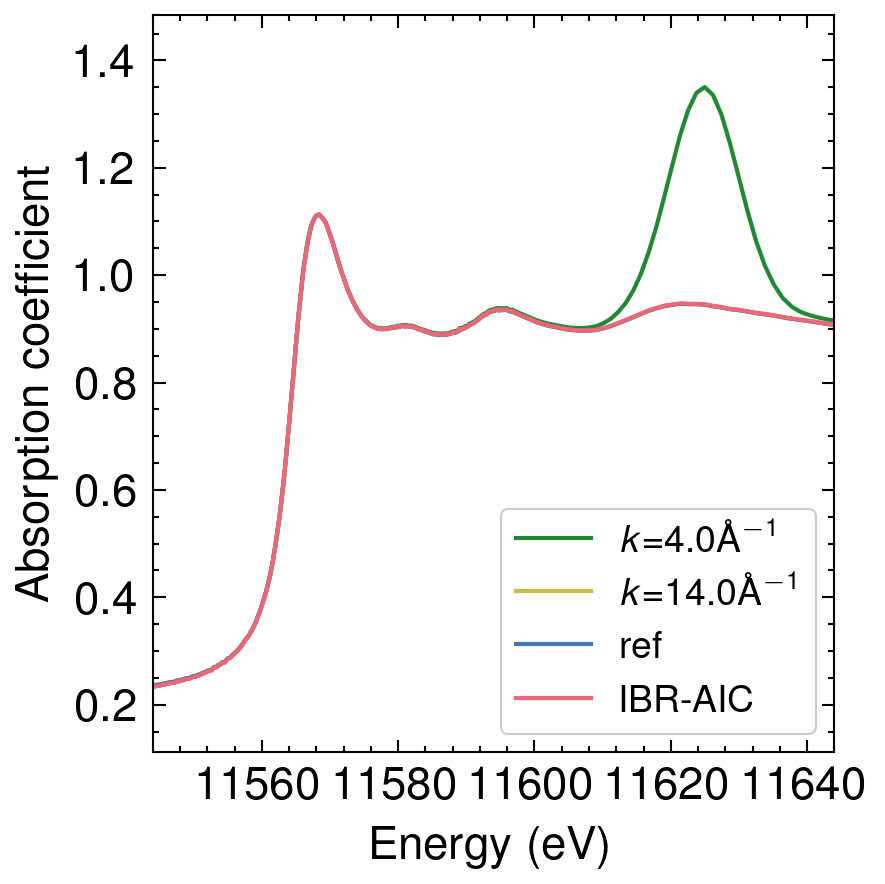 1.4
1.2
1.0
0.8
0.6
0.4
0.2
Absorption coefficient
k=4.0Å⁻¹
k=14.0Å⁻¹
ref
IBR-AIC
11560 11580 11600 11620 11640
Energy (eV)